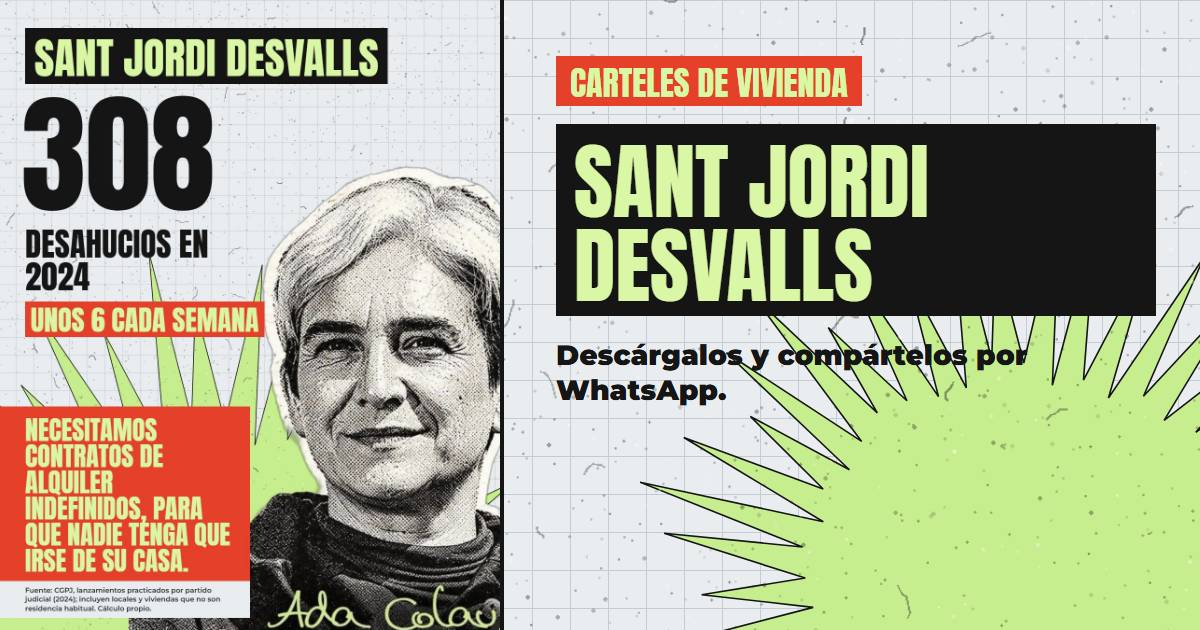 SANT JORDI DESVALLS
308
DESAHUCIOS EN
2024
UNOS 6 CADA SEMANA
NECESITAMOS
CONTRATOS DE
ALQUILER
INDEFINIDOS, PARA
QUE NADIE TENGA QUE
IRSE DE SU CASA.
Fuente: CGPJ, lanzamientos practicados por partido
judicial (2024); incluyen locales y viviendas que no son
residencia habitual. Cálculo propio.
Ada Colau
CARTELES DE VIVIENDA
SANT JORDI
DESVALLS
Descárgalos y compártelos por
WhatsApp.